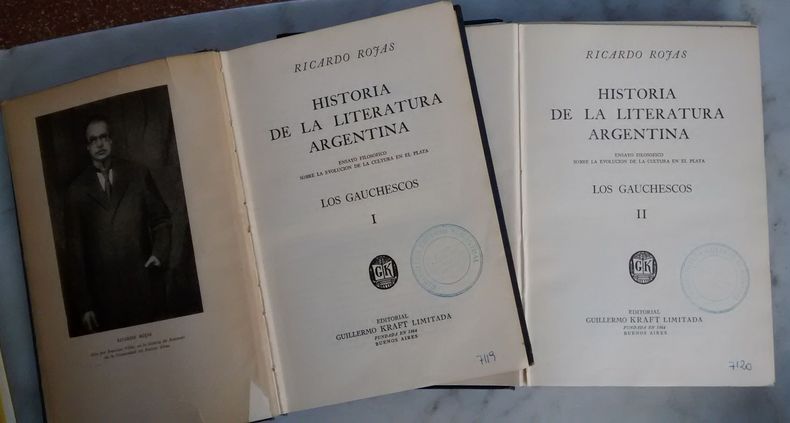 RICARDO ROJAS
RICARDO ROJAS
HISTORIA
DE LA LITERATURA
ARGENTINA
ENSAYO FILOSOFICO
SOBRE LA EVOLUCION DE LA CULTURA EN EL PLATA
LOS GAUCHESCOS
I
GK
EDITORIAL
GUILLERMO KRAFT LIMITADA
FUNDADA EN 1864
BUENOS AIRES
7119
RICARDO ROJAS
HISTORIA
DE LA LITERATURA
ARGENTINA
ENSAYO FILOSOFICO
SOBRE LA EVOLUCION DE LA CULTURA EN EL PLATA
LOS GAUCHESCOS
II
GK
EDITORIAL
GUILLERMO KRAFT LIMITADA
FUNDADA EN 1864
BUENOS AIRES
7120